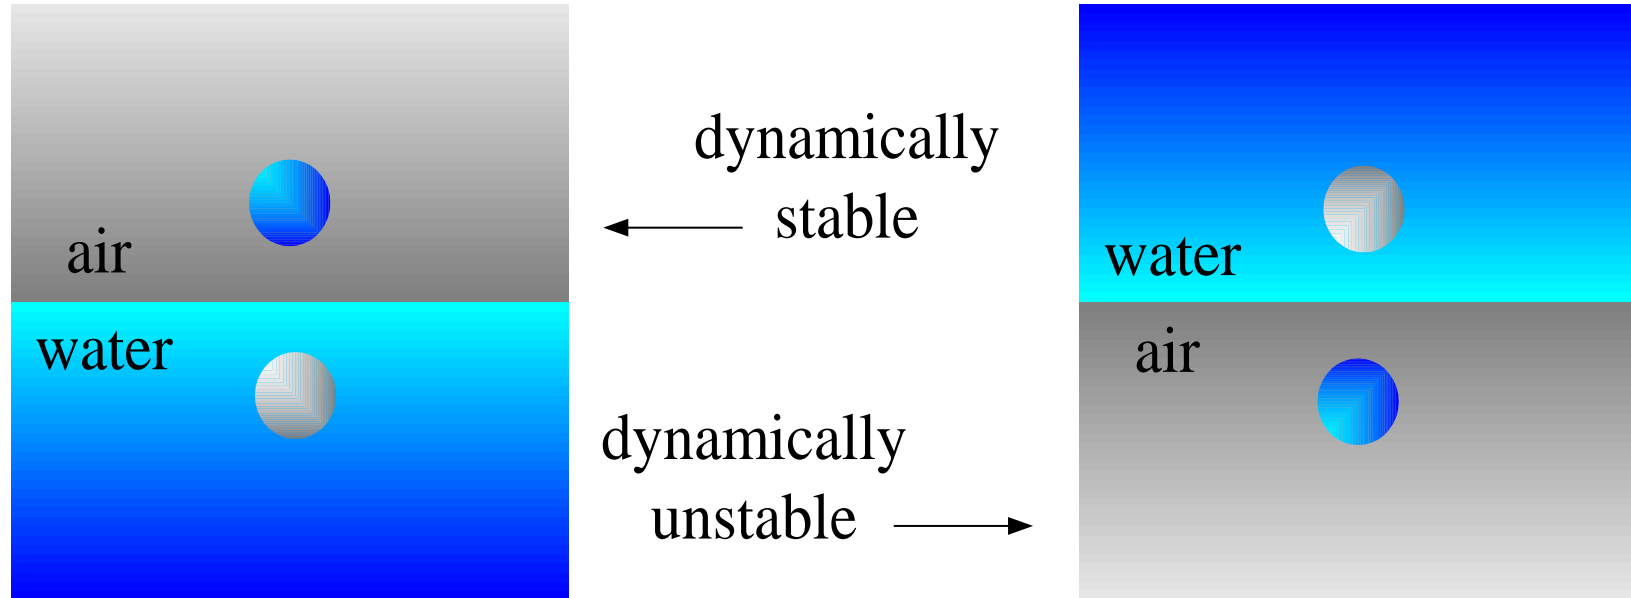 air
water
dynamically
stable
dynamically
unstable
water
air